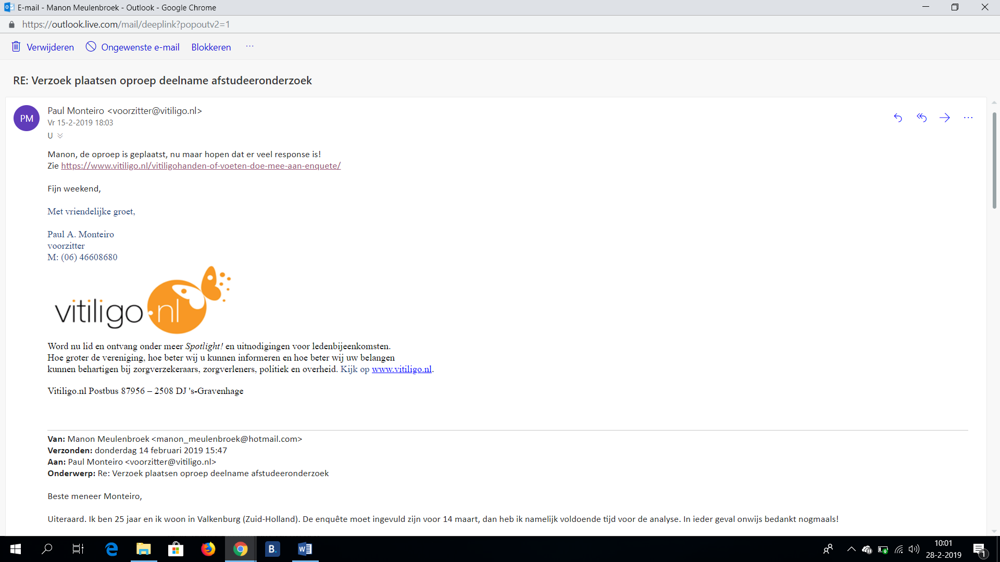 E-mail - Manon Meulenbroek - Outlook - Google Chrome
https://outlook.live.com/mail/deeplink?popoutv2=1
Verwijderen Ongewenste e-mail Blokkeren ...
RE: Verzoek plaatsen oproep deelname afstudeeronderzoek
PM
Paul Monteiro <voorzitter@vitiligo.nl>
Vr 15-2-2019 18:03
U
Manon, de oproep is geplaatst, nu maar hopen dat er veel response is!
Zie https://www.vitiligo.nl/vitiligohanden-of-voeten-doe-mee-aan-enquete/
Fijn weekend,
Met vriendelijke groet,
Paul A. Monteiro
voorzitter
M: (06) 46608680
vitiligo.nl
Word nu lid en ontvang onder meer Spotlight! en uitnodigingen voor ledenbijeenkomsten.
Hoe groter de vereniging, hoe beter wij u kunnen informeren en hoe beter wij uw belangen
kunnen behartigen bij zorgverzekeraars, zorgverleners, politiek en overheid. Kijk op www.vitiligo.nl.
Vitiligo.nl Postbus 87956 – 2508 DJ 's-Gravenhage
Van: Manon Meulenbroek <manon_meulenbroek@hotmail.com>
Verzonden: donderdag 14 februari 2019 15:47
Aan: Paul Monteiro <voorzitter@vitiligo.nl>
Onderwerp: Re: Verzoek plaatsen oproep deelname afstudeeronderzoek
Beste meneer Monteiro,
Uiteraard. Ik ben 25 jaar en ik woon in Valkenburg (Zuid-Holland). De enquête moet ingevuld zijn voor 14 maart, dan heb ik namelijk voldoende tijd voor de analyse. In ieder geval onwijs bedankt nogmaals!
B.
10:01
28-2-2019
1